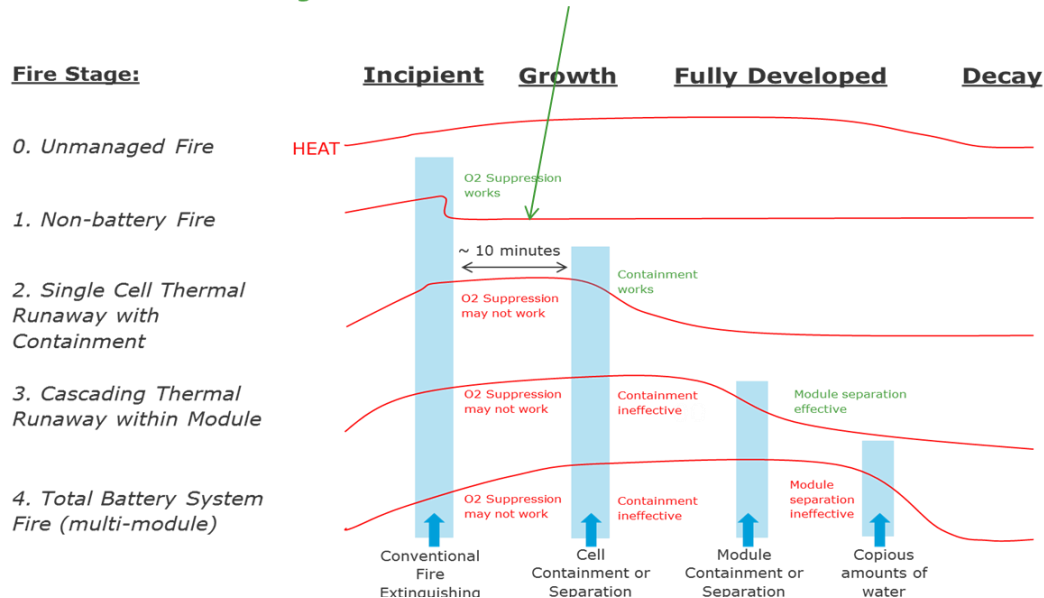 Fire Stage:
Incipient
Growth
Fully Developed
Decay
0. Unmanaged Fire
HEAT
O2 Suppression
works
1. Non-battery Fire
~ 10 minutes
2. Single Cell Thermal
Runaway with
Containment
O2 Suppression
may not work
Containment
works
3. Cascading Thermal
Runaway within Module
O2 Suppression
may not work
Containment
ineffective
Module separation
effective
4. Total Battery System
Fire (multi-module)
O2 Suppression
may not work
Containment
ineffective
Module
separation
ineffective
Conventional
Fire
Extinguishing
Cell
Containment or
Separation
Module
Containment or
Separation
Copious
amounts of
water